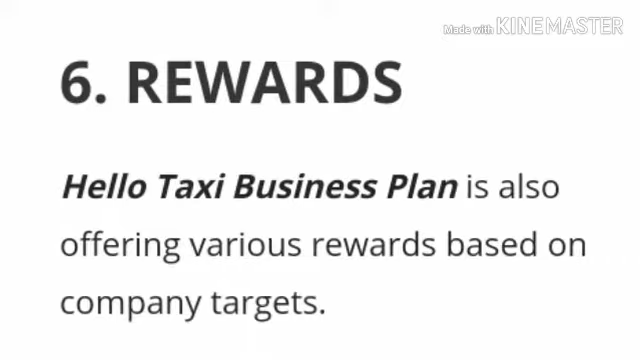 Made with KINEMASTER
6. REWARDS
Hello Taxi Business Plan is also
offering various rewards based on
company targets.